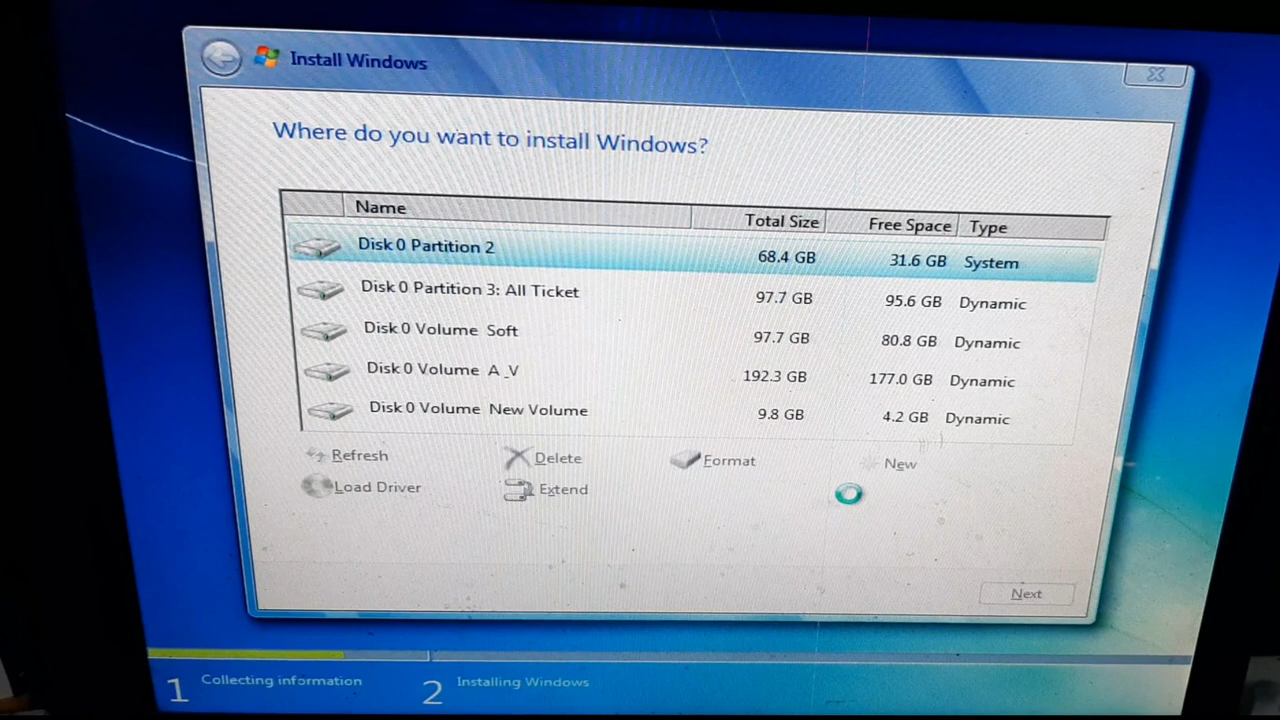 Install Windows
Where do you want to install Windows?
Name Total Size Free Space Type
Disk 0 Partition 2 68.4 GB 31.6 GB System
Disk 0 Partition 3: All Ticket 97.7 GB 95.6 GB Dynamic
Disk 0 Volume Soft 97.7 GB 80.8 GB Dynamic
Disk 0 Volume A_V 192.3 GB 177.0 GB Dynamic
Disk 0 Volume New Volume 9.8 GB 4.2 GB Dynamic
Refresh Delete Format New
Load Driver Extend
Next
1 Collecting information 2 Installing Windows